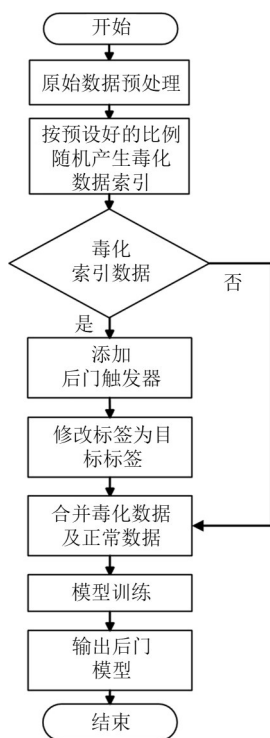 开始
原始数据预处理
按预设好的比例
随机产生毒化
数据索引
毒化
索引数据
否
是
添加
后门触发器
修改标签为目
标标签
合并毒化数据
及正常数据
模型训练
输出后门
模型
结束